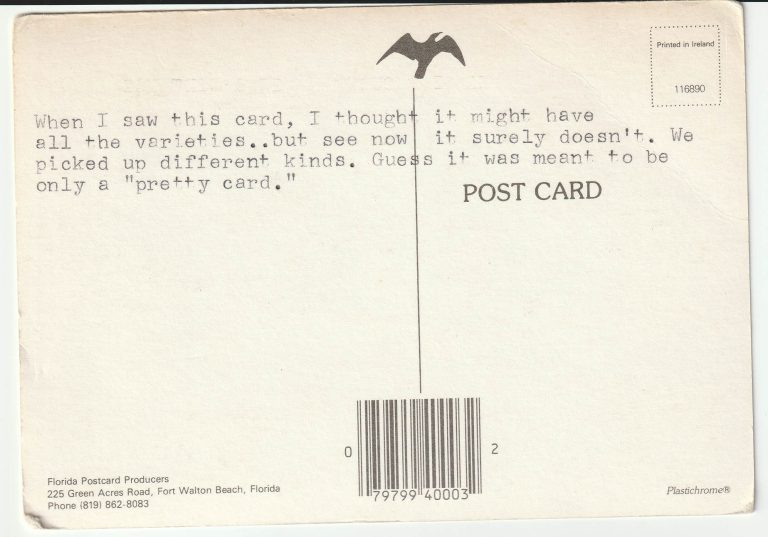 Printed in Ireland
116890
When I saw this card, I thought it might have
all the varieties..but see now it surely doesn't. We
picked up different kinds. Guess it was meant to be
only a "pretty card."
POST CARD
0 79799 40003 2
Florida Postcard Producers
225 Green Acres Road, Fort Walton Beach, Florida
Phone (819) 862-8083
Plastichrome®